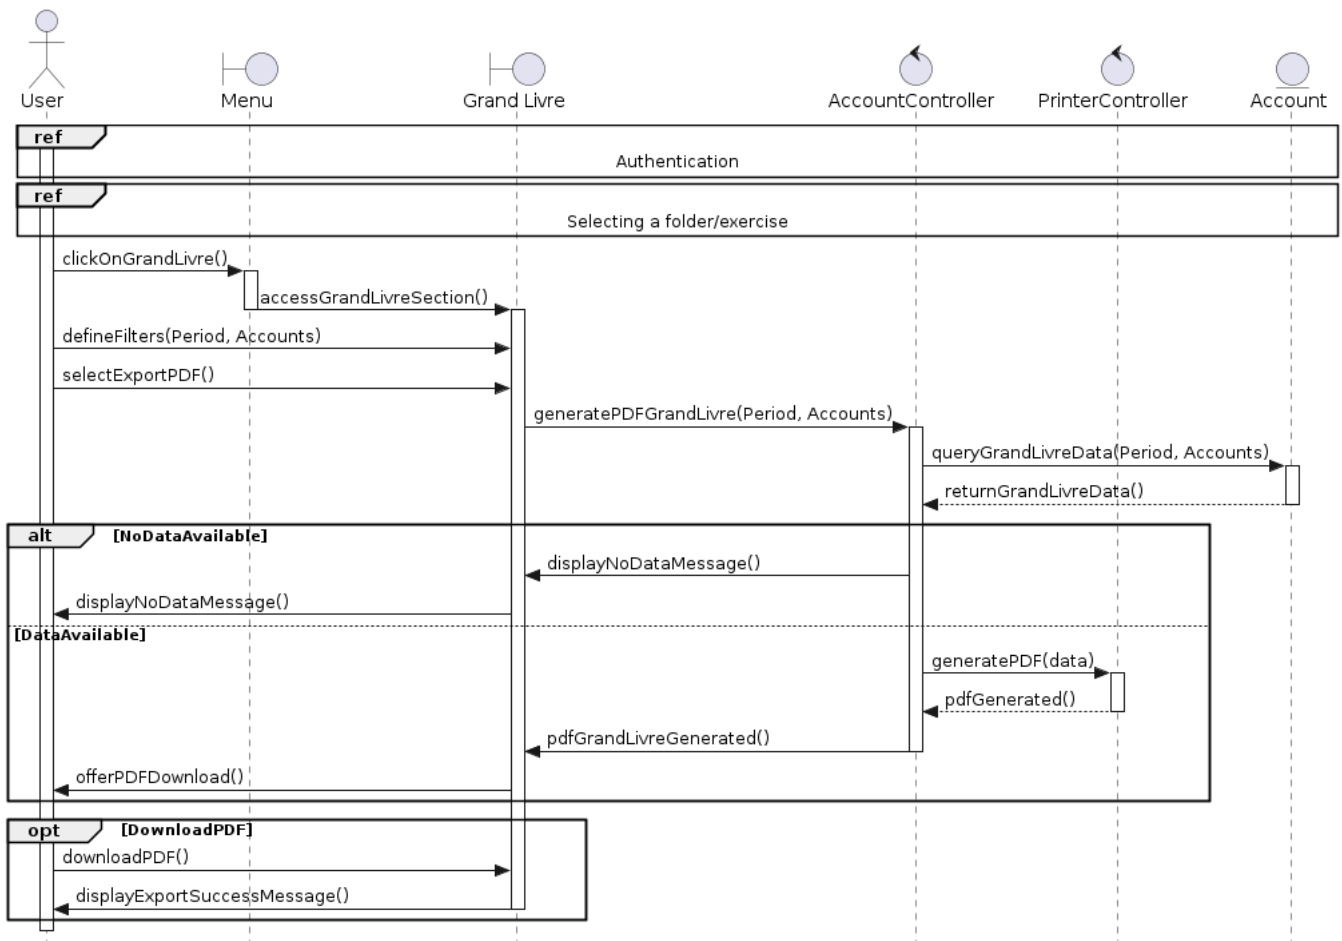 User
Menu
Grand Livre
AccountController
PrinterController
Account
ref
Authentication
ref
Selecting a folder/exercise
clickOnGrandLivre()
accessGrandLivreSection()
defineFilters(Period, Accounts)
selectExportPDF()
generatePDFGrandLivre(Period, Accounts)
queryGrandLivreData(Period, Accounts)
returnGrandLivreData()
alt [NoDataAvailable]
displayNoDataMessage()
displayNoDataMessage()
[DataAvailable]
generatePDF(data)
pdfGenerated()
pdfGrandLivreGenerated()
offerPDFDownload()
opt [DownloadPDF]
downloadPDF()
displayExportSuccessMessage()